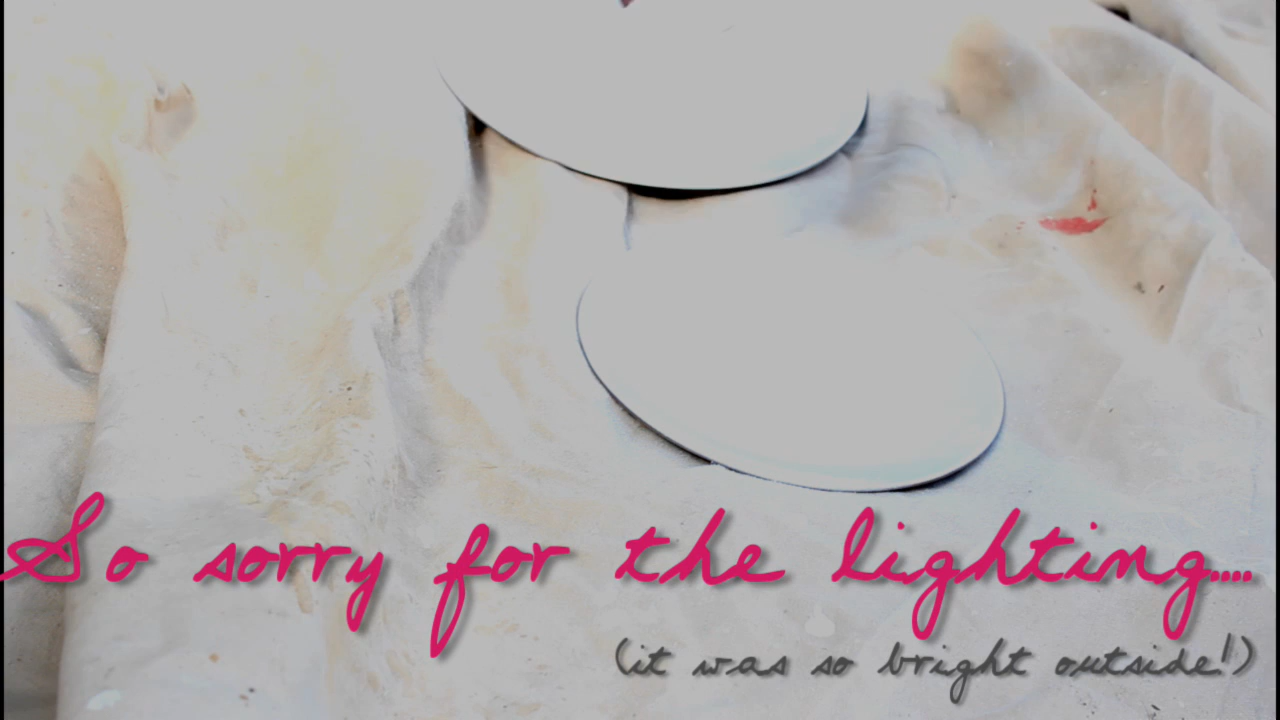 So sorry for the lighting....
(it was so bright outside!)